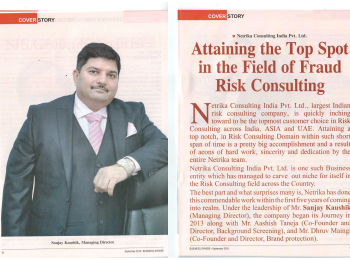 COVER STORY
Sanjay Kaushik, Managing Director
COVER STORY
Netrika Consulting India Pvt. Ltd.
Attaining the Top Spot
in the Field of Fraud
Risk Consulting
Netrika Consulting India Pvt. Ltd., largest Indian
risk consulting company, is quickly inching
toward to be the topmost customer choice in Risk
Consulting across India, ASIA and UAE. Attaining a
top notch, in Risk Consulting Domain within such short
span of time is a pretty big accomplishment and a result
of arons of hard work, sincerity and dedication by the
entire Netrika team.
Netrika Consulting India Pvt. Ltd. is one such Business
entity which has managed to carve out niche for itself in
the Risk Consulting field across the Country.
The best part and what surprises many is, Netrika has done
this commendable work within the first five years of coming
into realm. Under the leadership of Mr. Sanjay Kaushik
(Managing Director), the company began its Journey in
2013 along with Mr. Aashish Taneja (Co-Founder and
Director, Background Screening), and Mr. Dhruv Malng
(Co-Founder and Director, Brand protection).